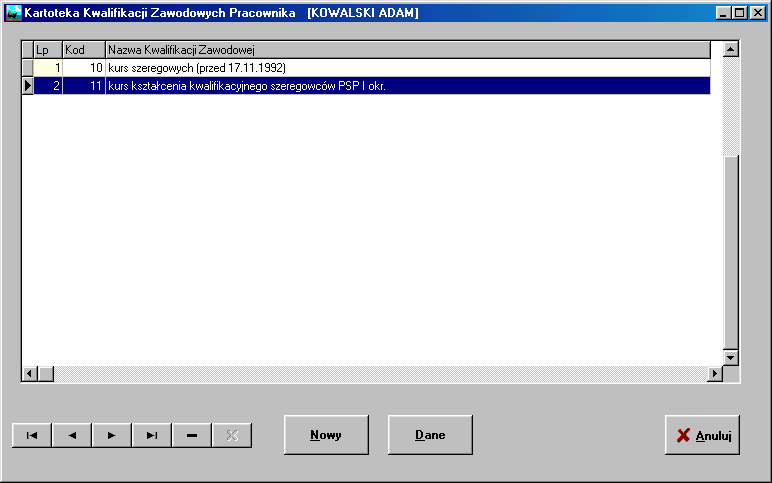 Kartoteka Kwalifikacji Zawodowych Pracownika [KOWALSKI ADAM]
Lp Kod Nazwa Kwalifikacji Zawodowej
1 10 kurs szeregowych (przed 17.11.1992)
2 11 kurs kształcenia kwalifikacyjnego szeregowców PSP I okr.
Nowy Dane Anuluj